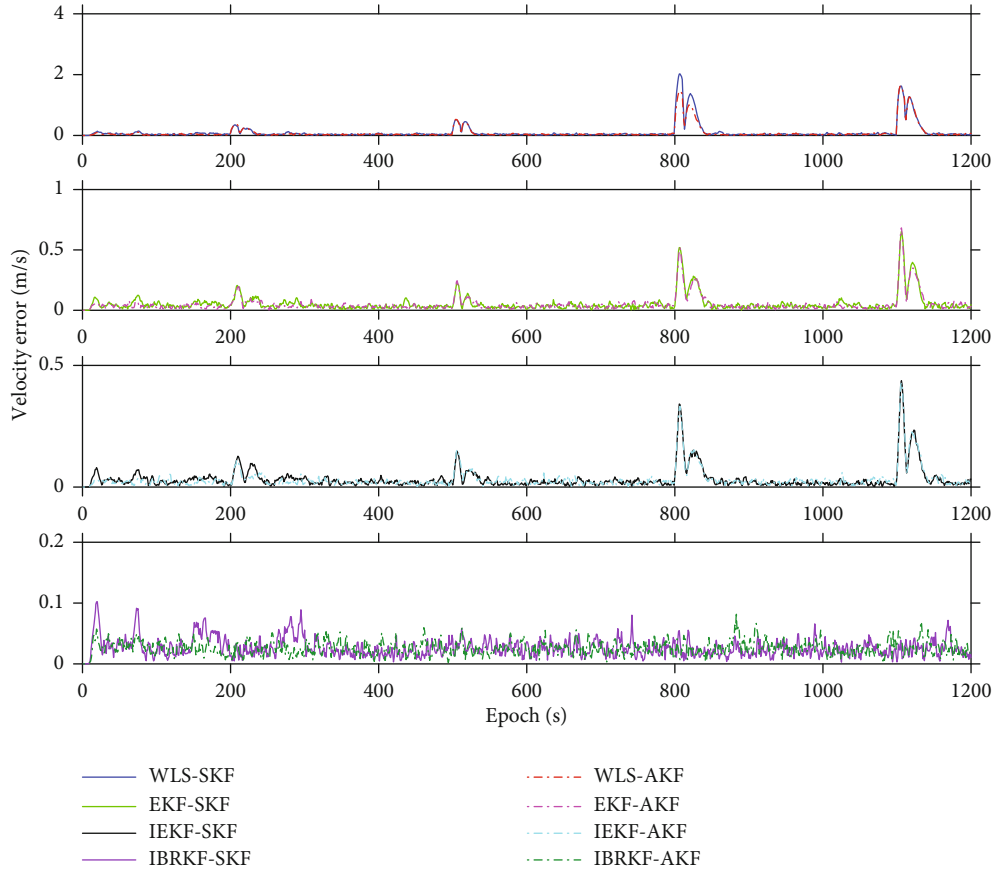 4
2
0
0 200 400 600 800 1000 1200
1
0.5
0
0 200 400 600 800 1000 1200
0.5
0
0 200 400 600 800 1000 1200
0.2
0.1
0
0 200 400 600 800 1000 1200
Velocity error (m/s)
Epoch (s)
WLS-SKF
EKF-SKF
IEKF-SKF
IBRKF-SKF
WLS-AKF
EKF-AKF
IEKF-AKF
IBRKF-AKF